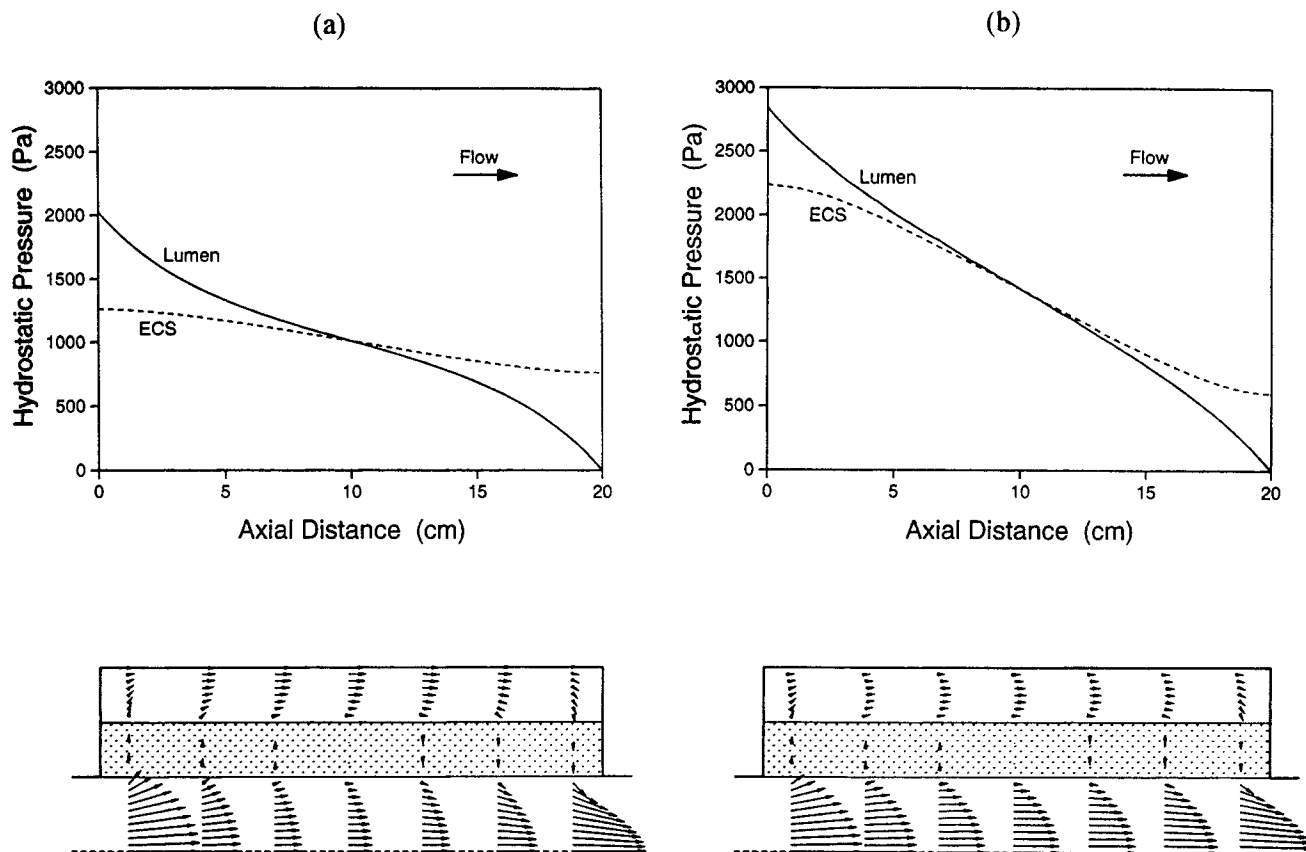 (a)
3000
2500
2000
1500
1000
500
0
Hydrostatic Pressure (Pa)
Flow
Lumen
ECS
0 5 10 15 20
Axial Distance (cm)
(b)
3000
2500
2000
1500
1000
500
0
Hydrostatic Pressure (Pa)
Flow
Lumen
ECS
0 5 10 15 20
Axial Distance (cm)